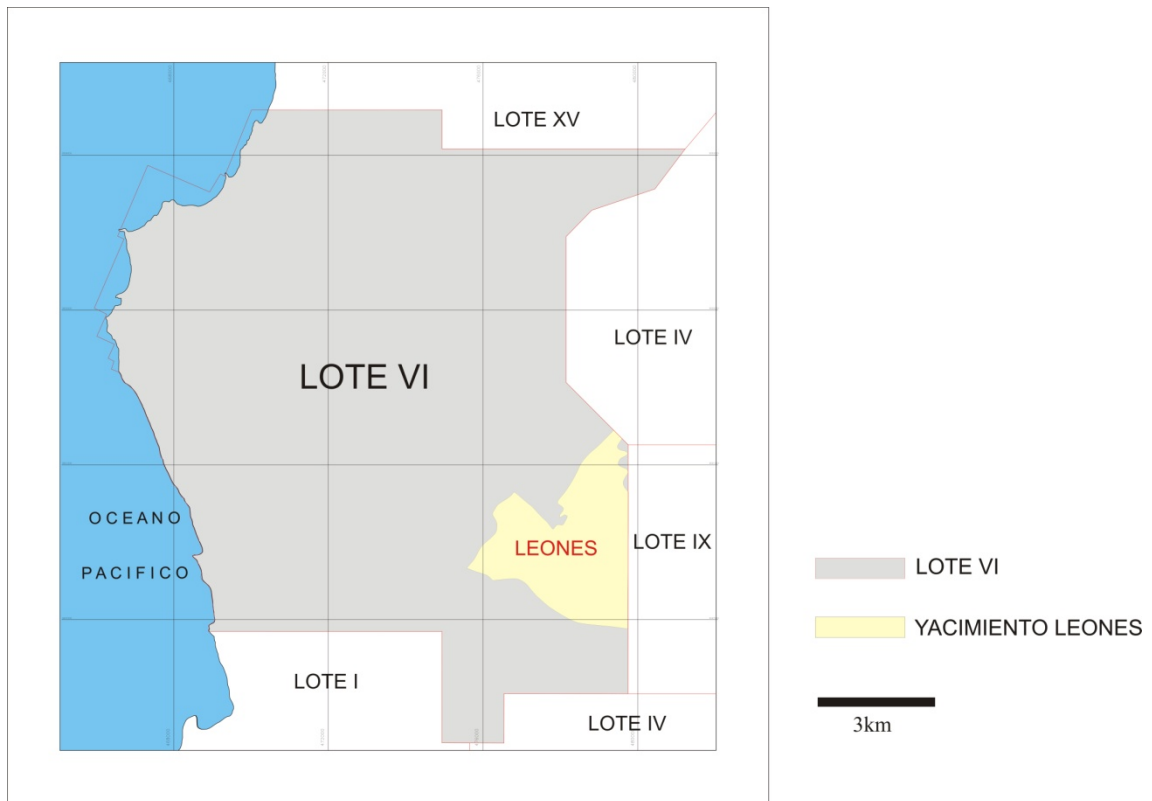 LOTE XV
LOTE IV
LOTE VI
OCEANO
PACIFICO
LEONES
LOTE IX
LOTE I
LOTE IV
LOTE VI
YACIMIENTO LEONES
3km